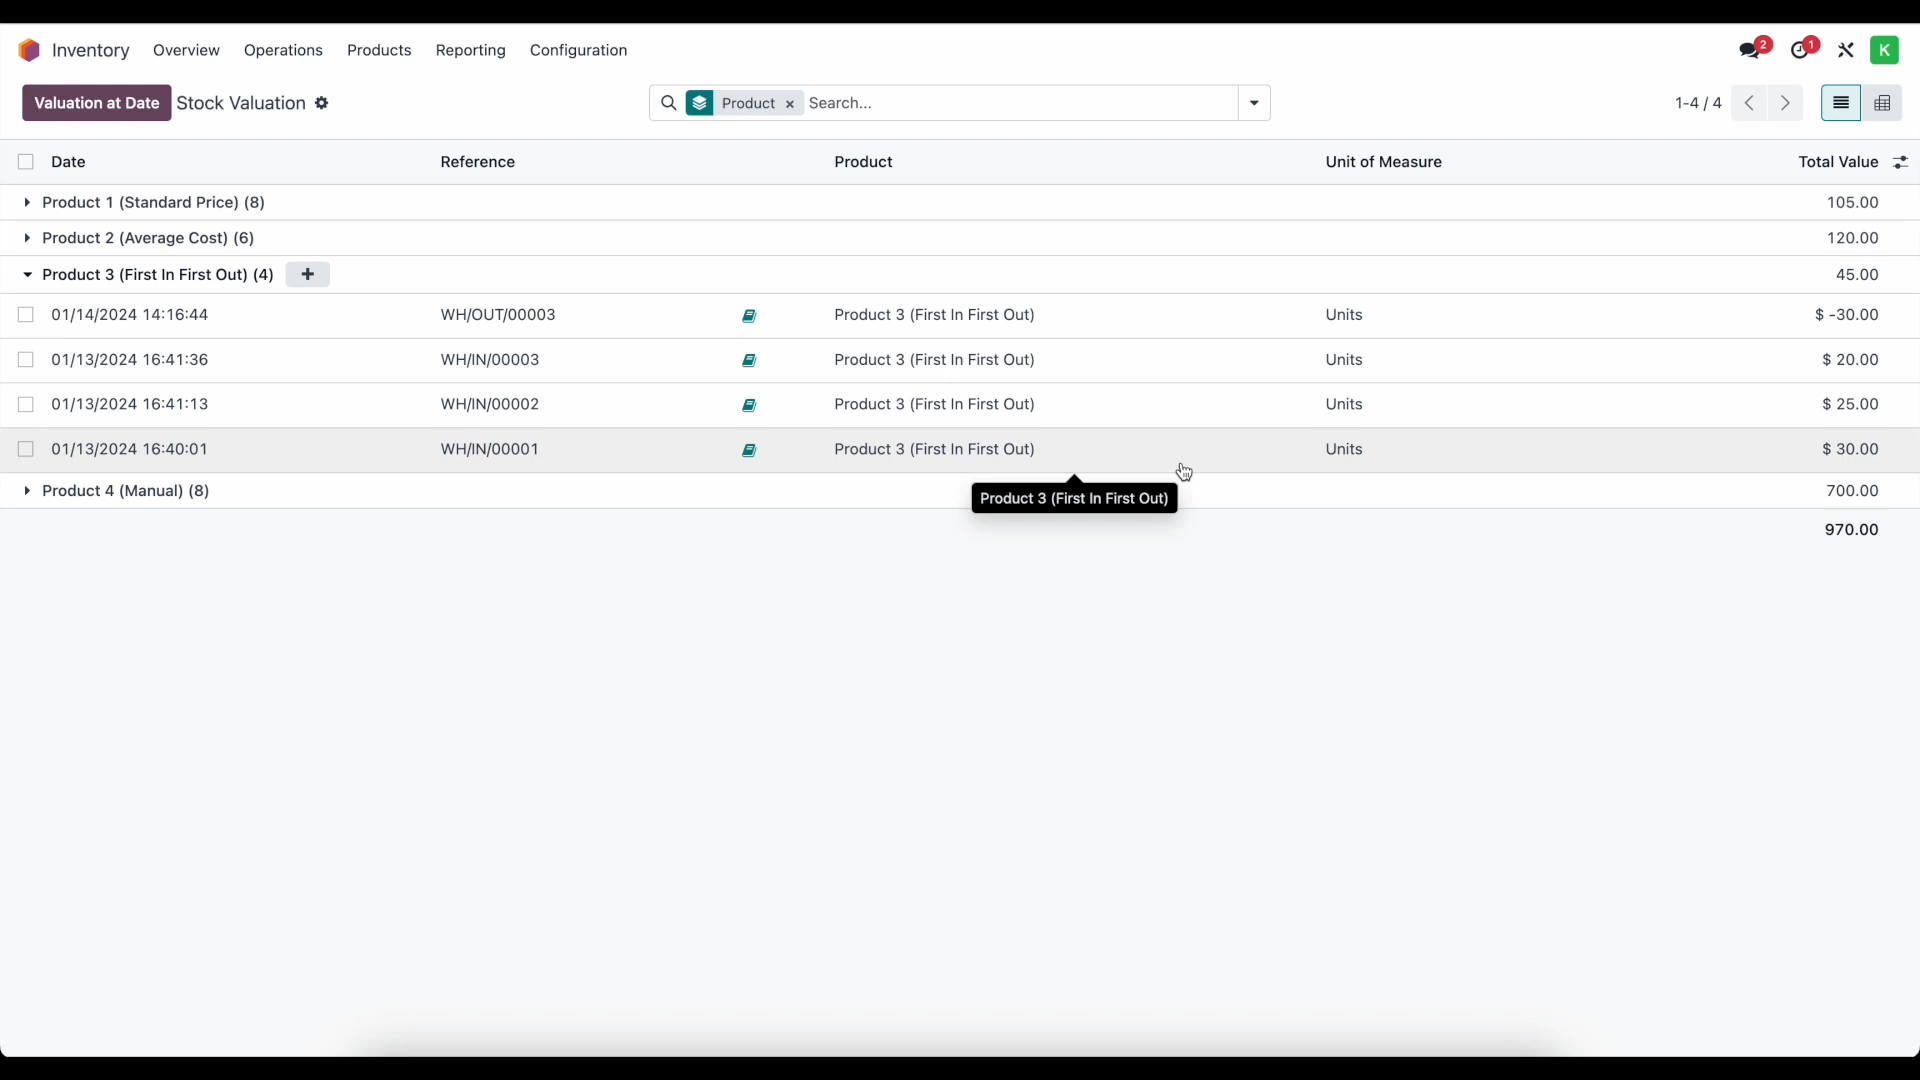 Inventory Overview Operations Products Reporting Configuration 2 1 K
Valuation at Date Stock Valuation Product × Search... 1-4 / 4
Date Reference Product Unit of Measure Total Value
Product 1 (Standard Price) (8) 105.00
Product 2 (Average Cost) (6) 120.00
Product 3 (First In First Out) (4) + 45.00
01/14/2024 14:16:44 WH/OUT/00003 Product 3 (First In First Out) Units $ -30.00
01/13/2024 16:41:36 WH/IN/00003 Product 3 (First In First Out) Units $ 20.00
01/13/2024 16:41:13 WH/IN/00002 Product 3 (First In First Out) Units $ 25.00
01/13/2024 16:40:01 WH/IN/00001 Product 3 (First In First Out) Units $ 30.00
Product 4 (Manual) (8) 700.00
Product 3 (First In First Out)
970.00